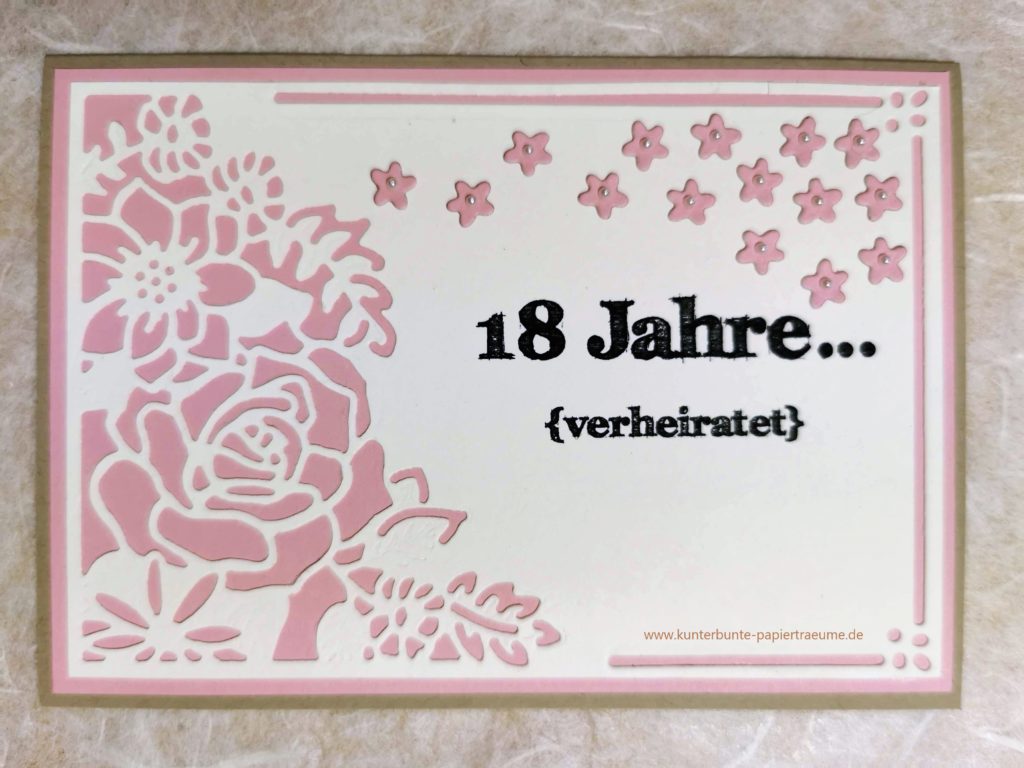 18 Jahre...
{verheiratet}
www.kunterbunte-papiertraeume.de